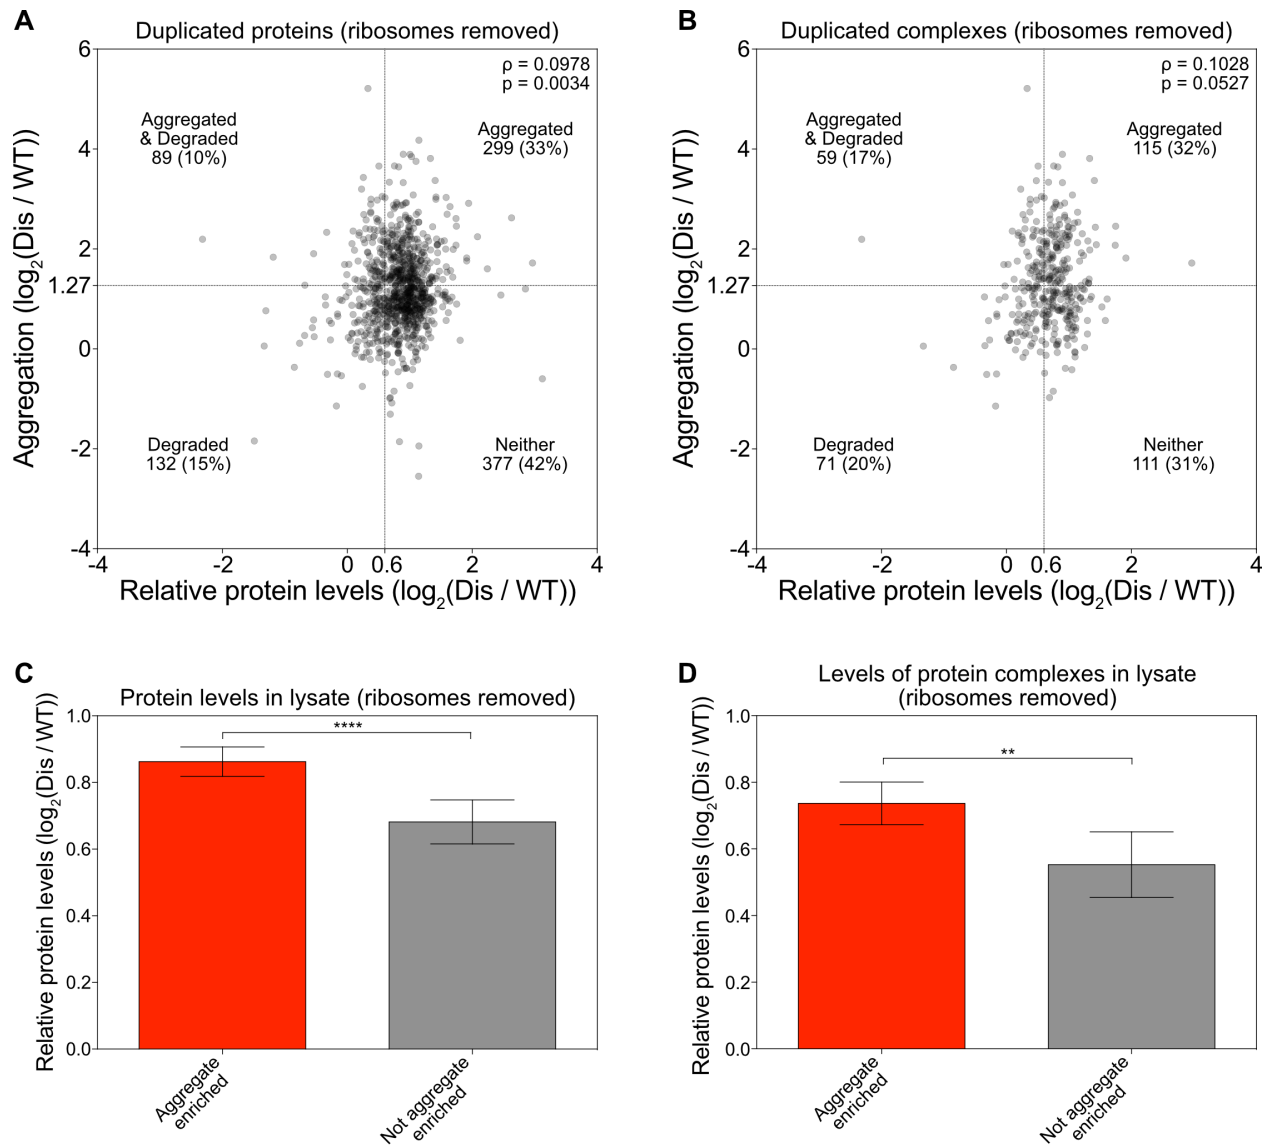 A
Duplicated proteins (ribosomes removed)
ρ = 0.0978
p = 0.0034
Aggregated
& Degraded
89 (10%)
Aggregated
299 (33%)
Degraded
132 (15%)
Neither
377 (42%)
6
4
2
1.27
0
-2
-4
-4
-2
0
0.6
2
4
Aggregation (log2(Dis / WT))
Relative protein levels (log2(Dis / WT))
B
Duplicated complexes (ribosomes removed)
ρ = 0.1028
p = 0.0527
Aggregated
& Degraded
59 (17%)
Aggregated
115 (32%)
Degraded
71 (20%)
Neither
111 (31%)
6
4
2
1.27
0
-2
-4
-4
-2
0
0.6
2
4
Aggregation (log2(Dis / WT))
Relative protein levels (log2(Dis / WT))
C
Protein levels in lysate (ribosomes removed)
****
1.0
0.8
0.6
0.4
0.2
0.0
Relative protein levels (log2(Dis / WT))
Aggregate
enriched
Not aggregate
enriched
D
Levels of protein complexes in lysate
(ribosomes removed)
**
1.0
0.8
0.6
0.4
0.2
0.0
Relative protein levels (log2(Dis / WT))
Aggregate
enriched
Not aggregate
enriched